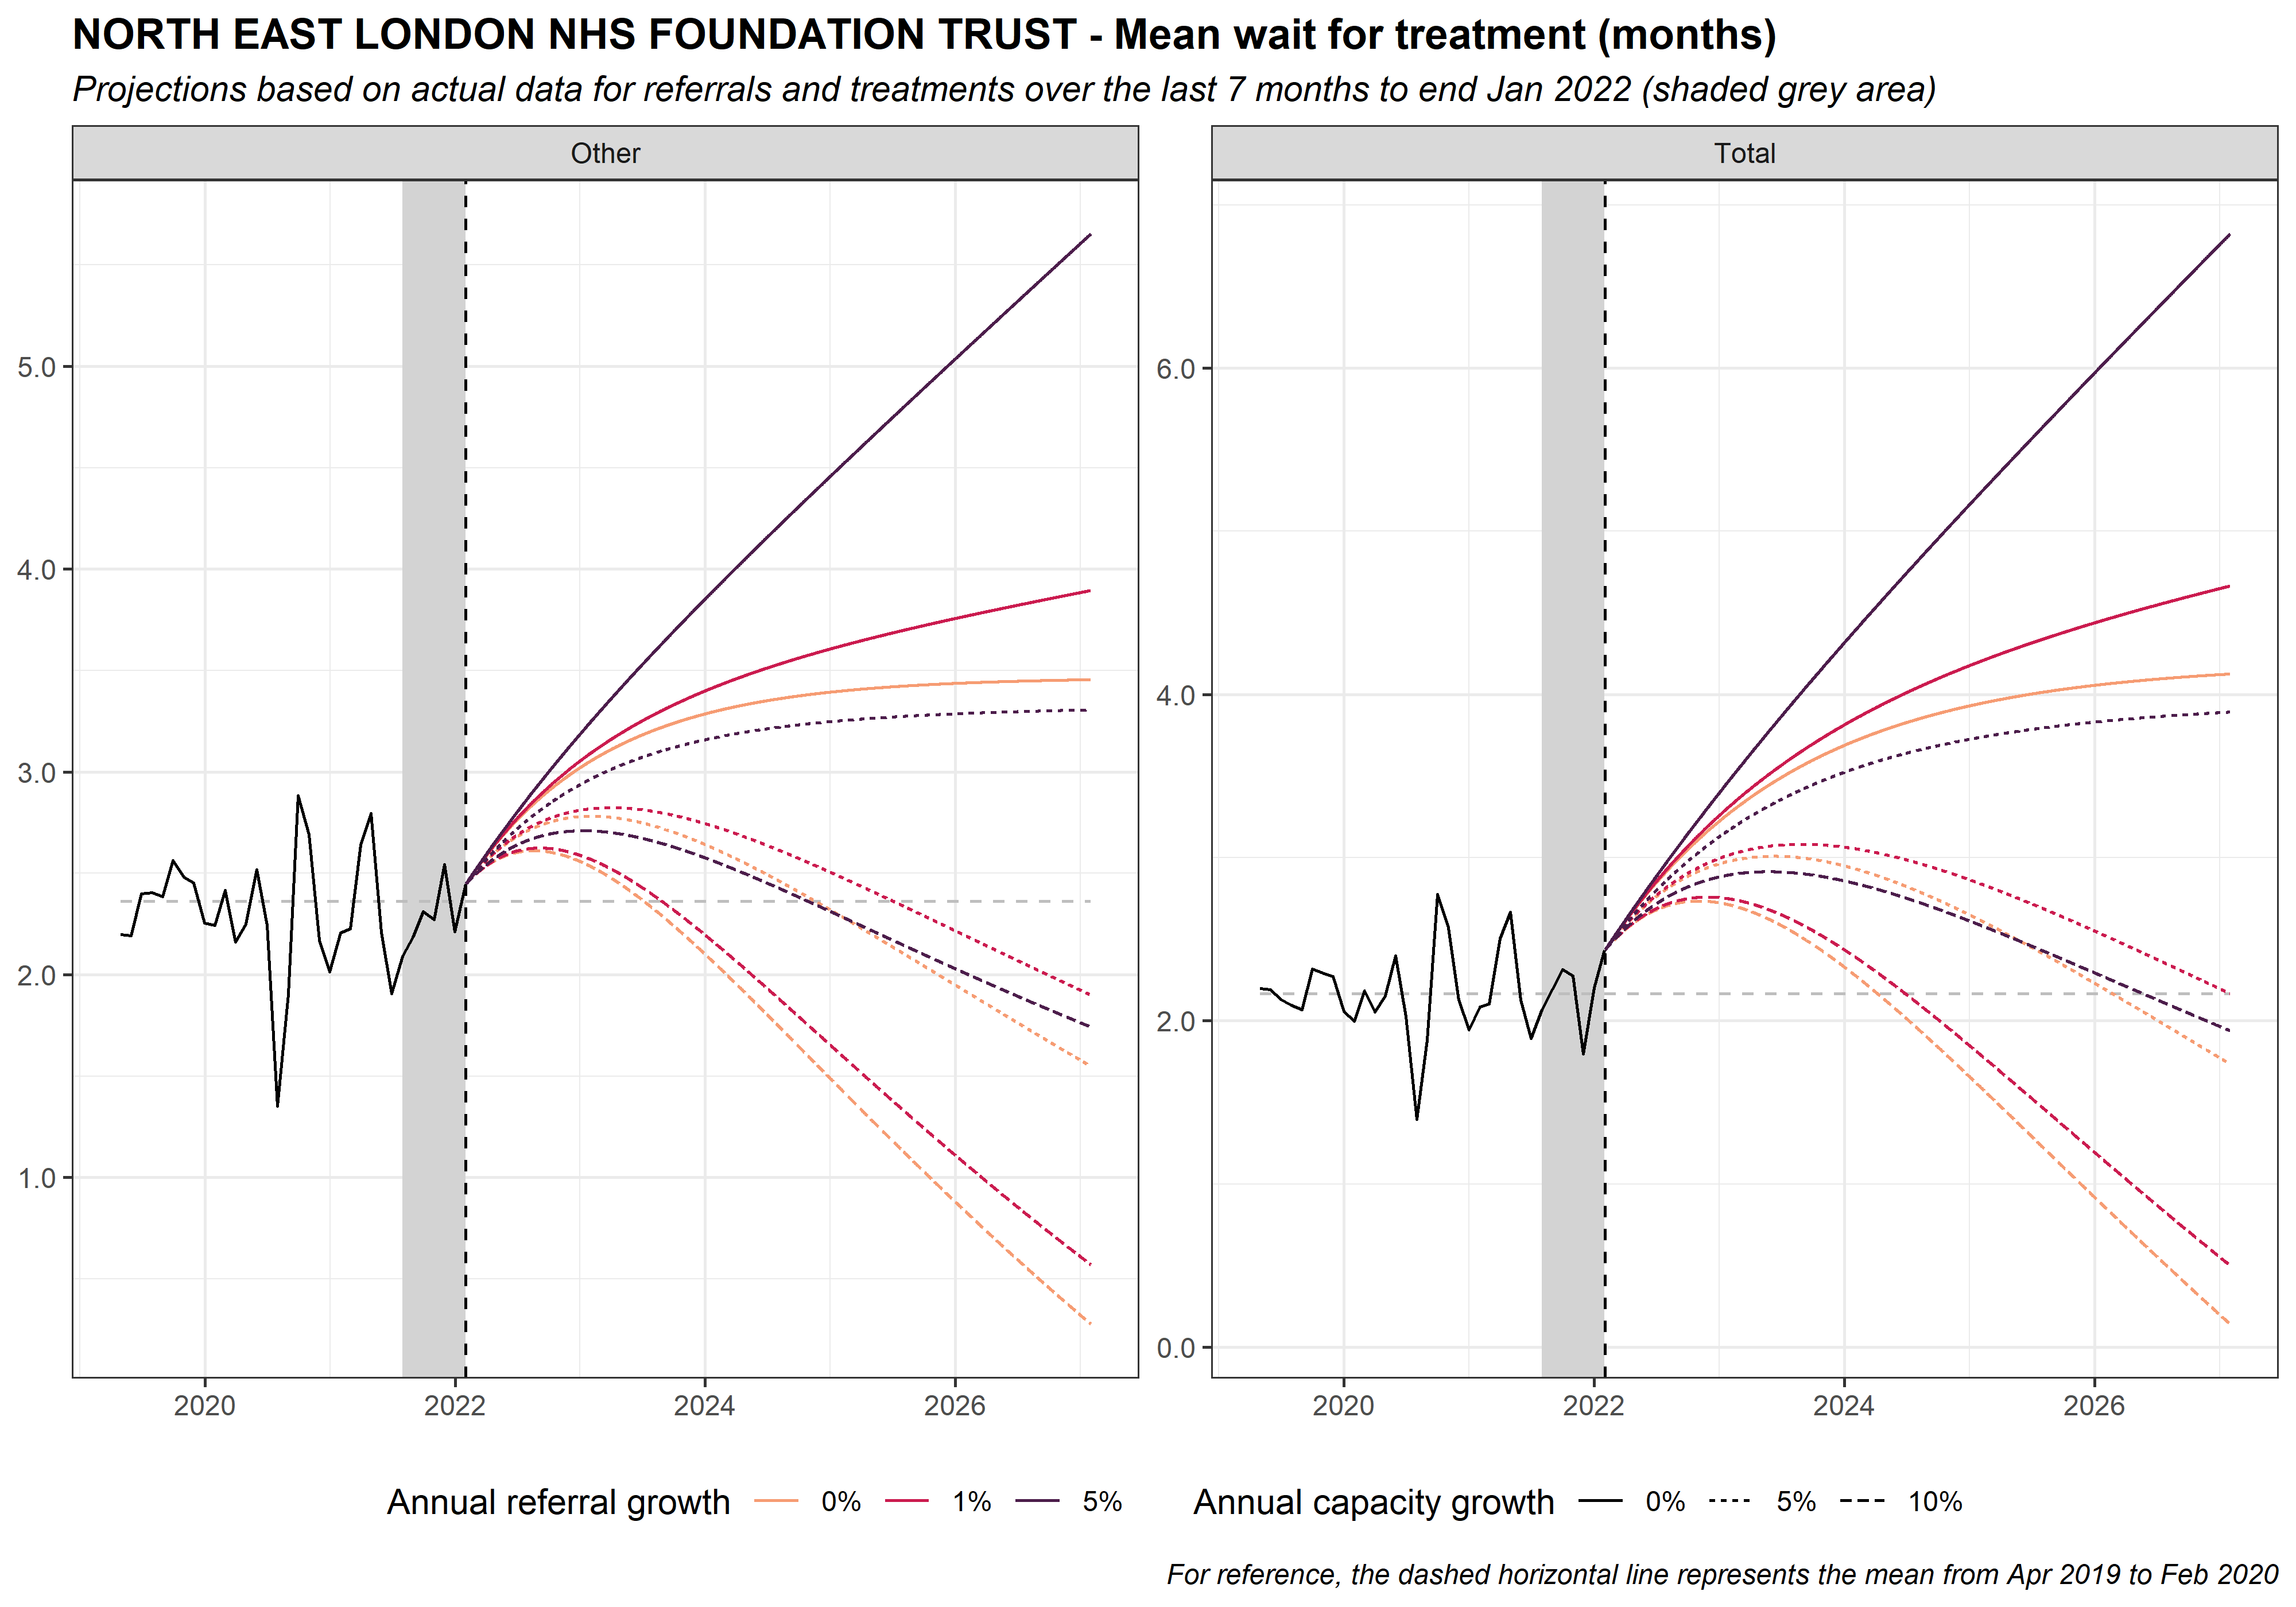 NORTH EAST LONDON NHS FOUNDATION TRUST - Mean wait for treatment (months)
Projections based on actual data for referrals and treatments over the last 7 months to end Jan 2022 (shaded grey area)
Other
5.0
4.0
3.0
2.0
1.0
2020 2022 2024 2026
Total
6.0
4.0
2.0
0.0
2020 2022 2024 2026
Annual referral growth 0% 1% 5%
Annual capacity growth 0% 5% 10%
For reference, the dashed horizontal line represents the mean from Apr 2019 to Feb 2020